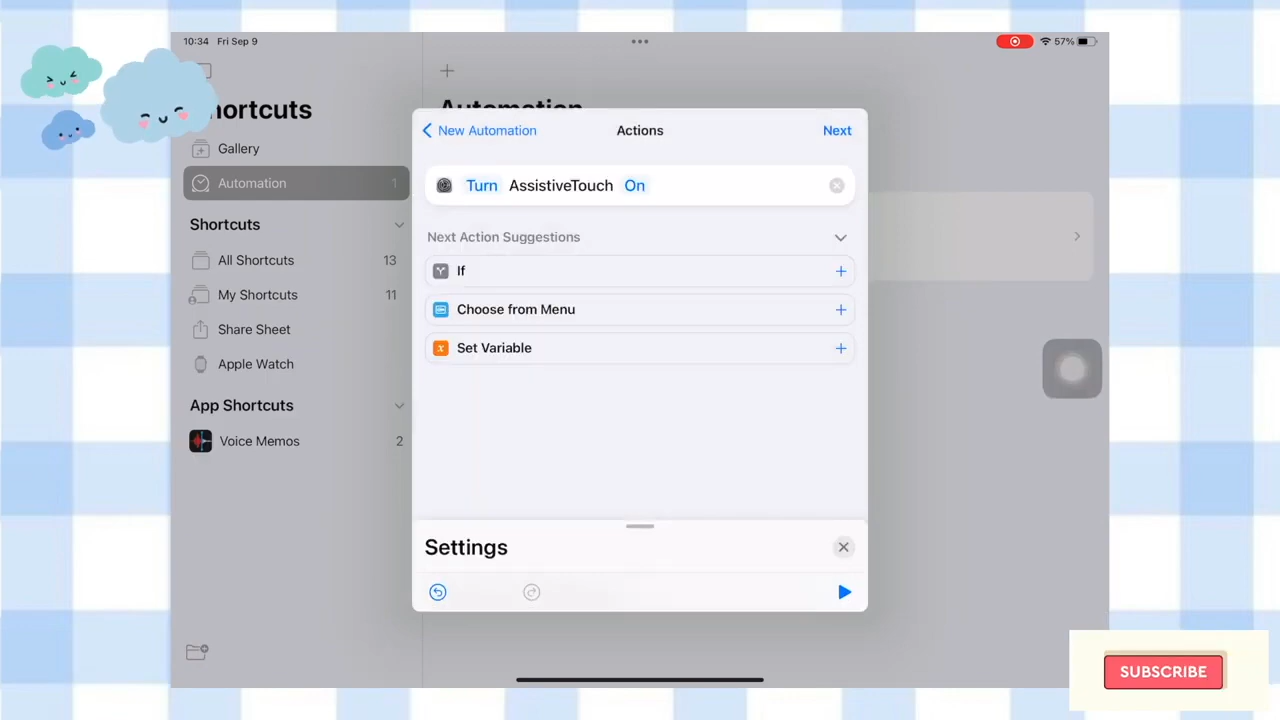 10:34 Fri Sep 9
57%
hortcuts
Gallery
Automation 1
Shortcuts
All Shortcuts 13
My Shortcuts 11
Share Sheet
Apple Watch
App Shortcuts
Voice Memos 2
Automation
New Automation
Actions
Next
Turn AssistiveTouch On
Next Action Suggestions
If
Choose from Menu
x Set Variable
Settings
SUBSCRIBE